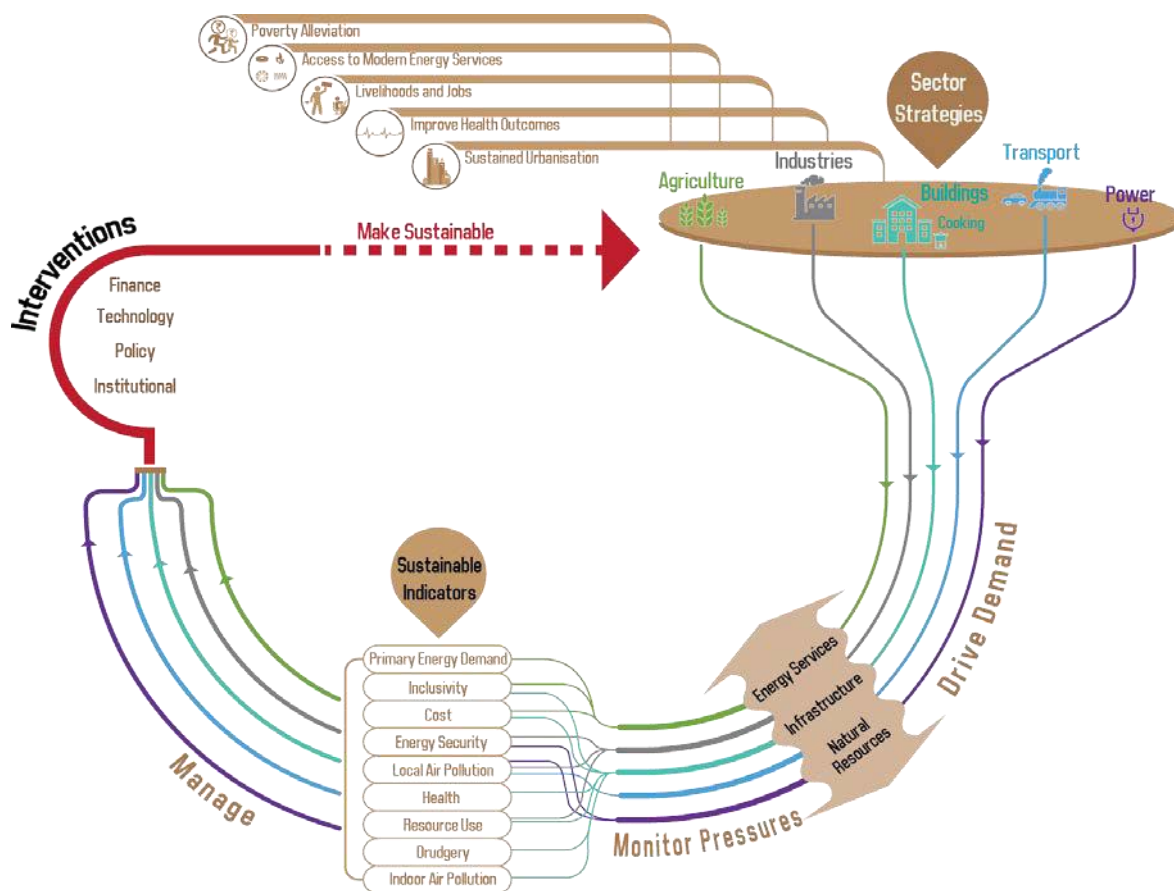 Poverty Alleviation
Access to Modern Energy Services
Livelihoods and Jobs
Improve Health Outcomes
Sustained Urbanisation
Sector
Strategies
Agriculture
Industries
Buildings
Cooking
Transport
Power
Interventions
Make Sustainable
Finance
Technology
Policy
Institutional
Sustainable
Indicators
Primary Energy Demand
Inclusivity
Cost
Energy Security
Local Air Pollution
Health
Resource Use
Drudgery
Indoor Air Pollution
Manage
Monitor Pressures
Energy Services
Infrastructure
Natural
Resources
Drive Demand